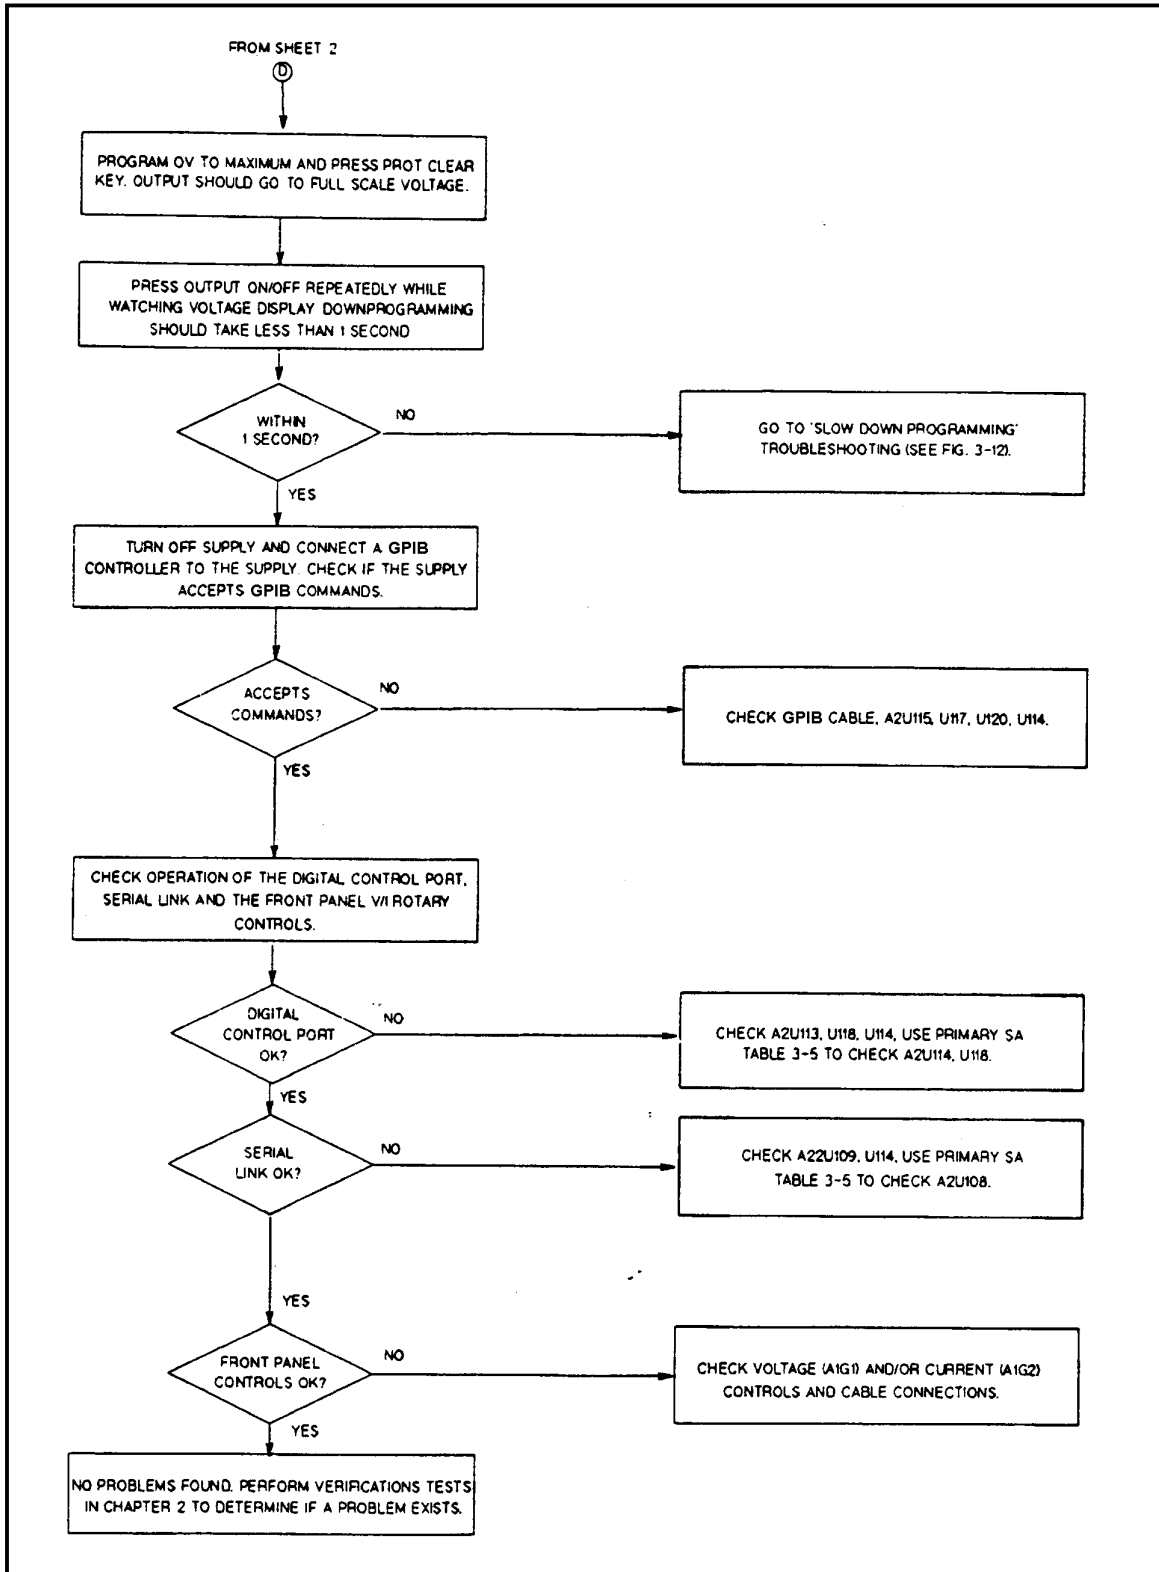 FROM SHEET 2
D
PROGRAM OV TO MAXIMUM AND PRESS PROT CLEAR
KEY. OUTPUT SHOULD GO TO FULL SCALE VOLTAGE.
PRESS OUTPUT ON/OFF REPEATEDLY WHILE
WATCHING VOLTAGE DISPLAY DOWNPROGRAMMING
SHOULD TAKE LESS THAN 1 SECOND
WITHIN
1 SECOND?
NO
GO TO 'SLOW DOWN PROGRAMMING'
TROUBLESHOOTING (SEE FIG. 3-12).
YES
TURN OFF SUPPLY AND CONNECT A GPIB
CONTROLLER TO THE SUPPLY. CHECK IF THE SUPPLY
ACCEPTS GPIB COMMANDS.
ACCEPTS
COMMANDS?
NO
CHECK GPIB CABLE, A2U115, U117, U120, U114.
YES
CHECK OPERATION OF THE DIGITAL CONTROL PORT,
SERIAL LINK AND THE FRONT PANEL V/I ROTARY
CONTROLS.
DIGITAL
CONTROL PORT
OK?
NO
CHECK A2U113, U118, U114, USE PRIMARY SA
TABLE 3-5 TO CHECK A2U114, U118.
YES
SERIAL
LINK OK?
NO
CHECK A22U109, U114, USE PRIMARY SA
TABLE 3-5 TO CHECK A2U108.
YES
FRONT PANEL
CONTROLS OK?
NO
CHECK VOLTAGE (A1G1) AND/OR CURRENT (A1G2)
CONTROLS AND CABLE CONNECTIONS.
YES
NO PROBLEMS FOUND. PERFORM VERIFICATIONS TESTS
IN CHAPTER 2 TO DETERMINE IF A PROBLEM EXISTS.